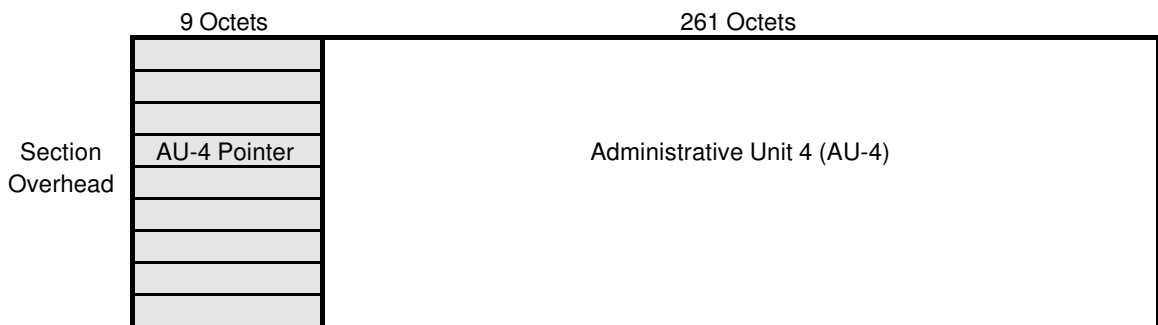 9 Octets
261 Octets
Section
Overhead
AU-4 Pointer
Administrative Unit 4 (AU-4)